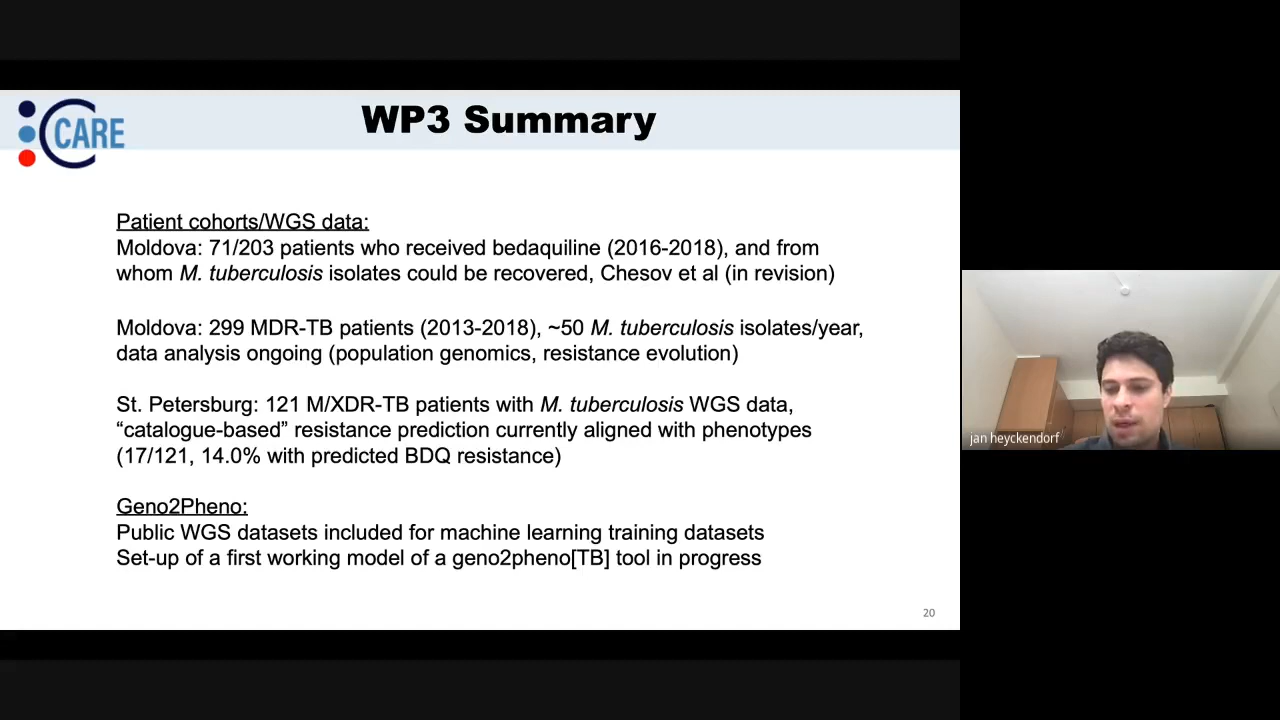 CARE
WP3 Summary
Patient cohorts/WGS data:
Moldova: 71/203 patients who received bedaquiline (2016-2018), and from
whom M. tuberculosis isolates could be recovered, Chesov et al (in revision)
Moldova: 299 MDR-TB patients (2013-2018), ~50 M. tuberculosis isolates/year,
data analysis ongoing (population genomics, resistance evolution)
St. Petersburg: 121 M/XDR-TB patients with M. tuberculosis WGS data,
“catalogue-based” resistance prediction currently aligned with phenotypes
(17/121, 14.0% with predicted BDQ resistance)
Geno2Pheno:
Public WGS datasets included for machine learning training datasets
Set-up of a first working model of a geno2pheno[TB] tool in progress
20
jan heyckendorf